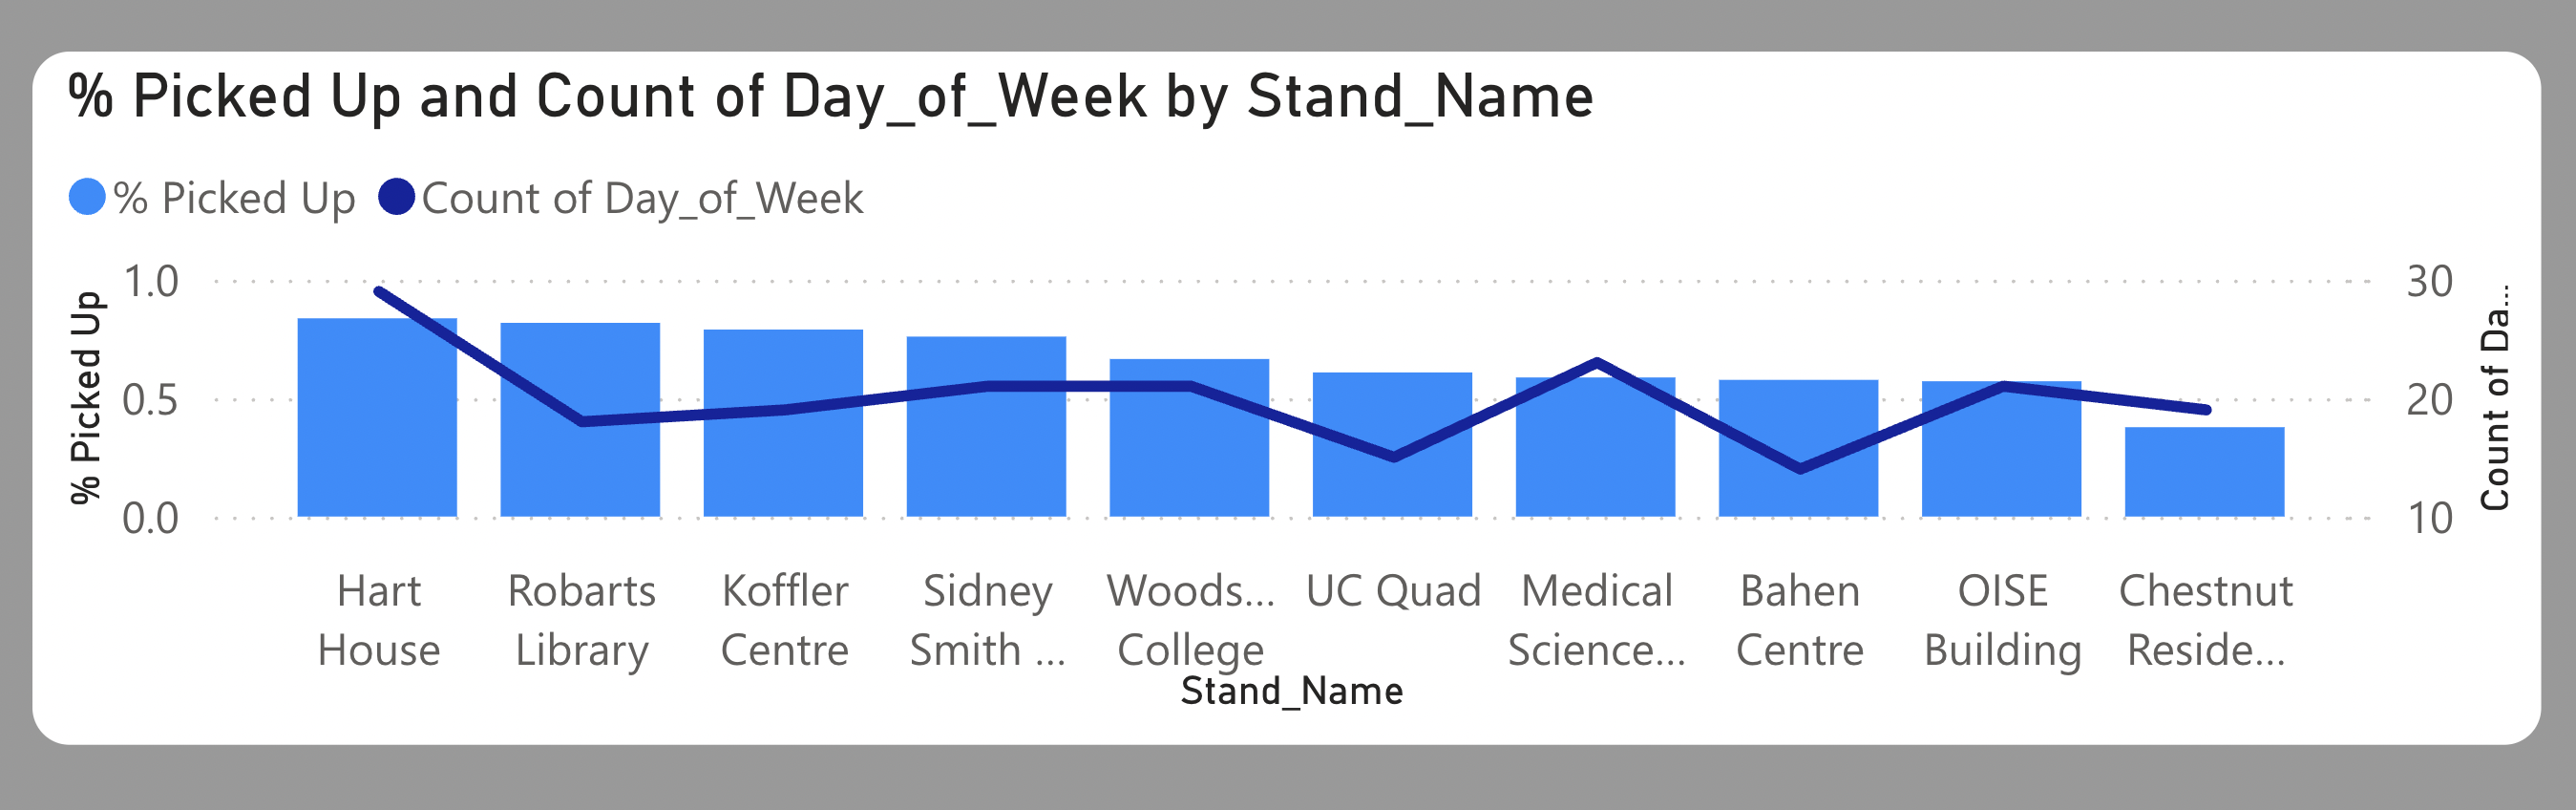 % Picked Up and Count of Day_of_Week by Stand_Name
% Picked Up Count of Day_of_Week
% Picked Up
1.0
0.5
0.0
30
20
10
Count of Da...
Hart House
Robarts Library
Koffler Centre
Sidney Smith ...
Woods... College
UC Quad
Medical Science...
Bahen Centre
OISE Building
Chestnut Reside...
Stand_Name